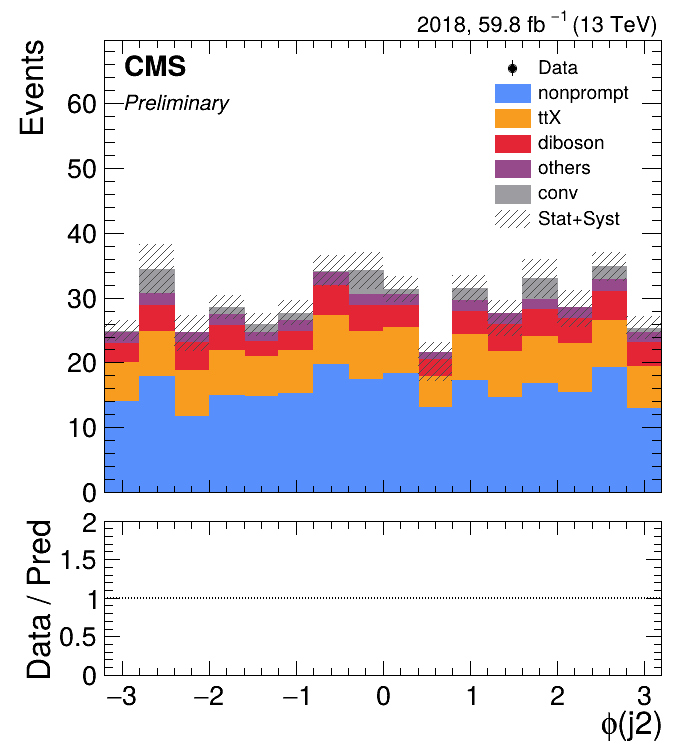 2018, 59.8 fb⁻¹ (13 TeV)
CMS
Preliminary
Data
nonprompt
ttX
diboson
others
conv
Stat+Syst
Events
60
50
40
30
20
10
0
Data / Pred
2
1.5
1
0.5
0
−3 −2 −1 0 1 2 3
ϕ(j2)